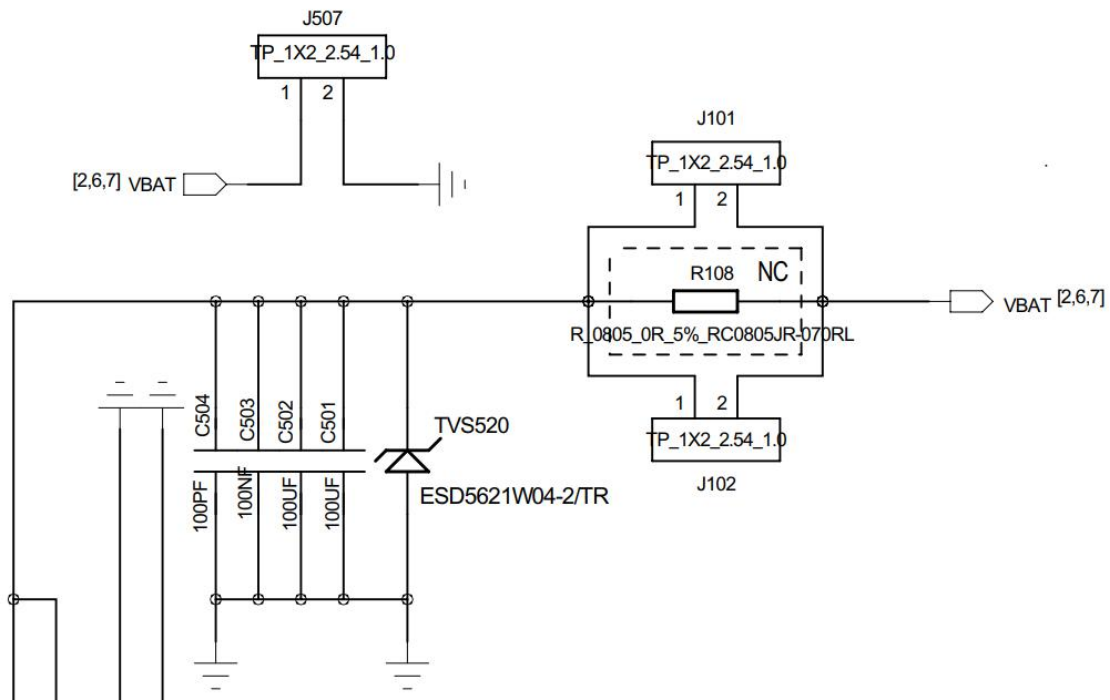 J507
TP_1X2_2.54_1.0
1 2
[2,6,7] VBAT
J101
TP_1X2_2.54_1.0
1 2
R108 NC
R_0805_0R_5%_RC0805JR-070RL
VBAT [2,6,7]
1 2
TP_1X2_2.54_1.0
J102
C504
C503
C502
C501
100PF
100NF
100UF
100UF
TVS520
ESD5621W04-2/TR